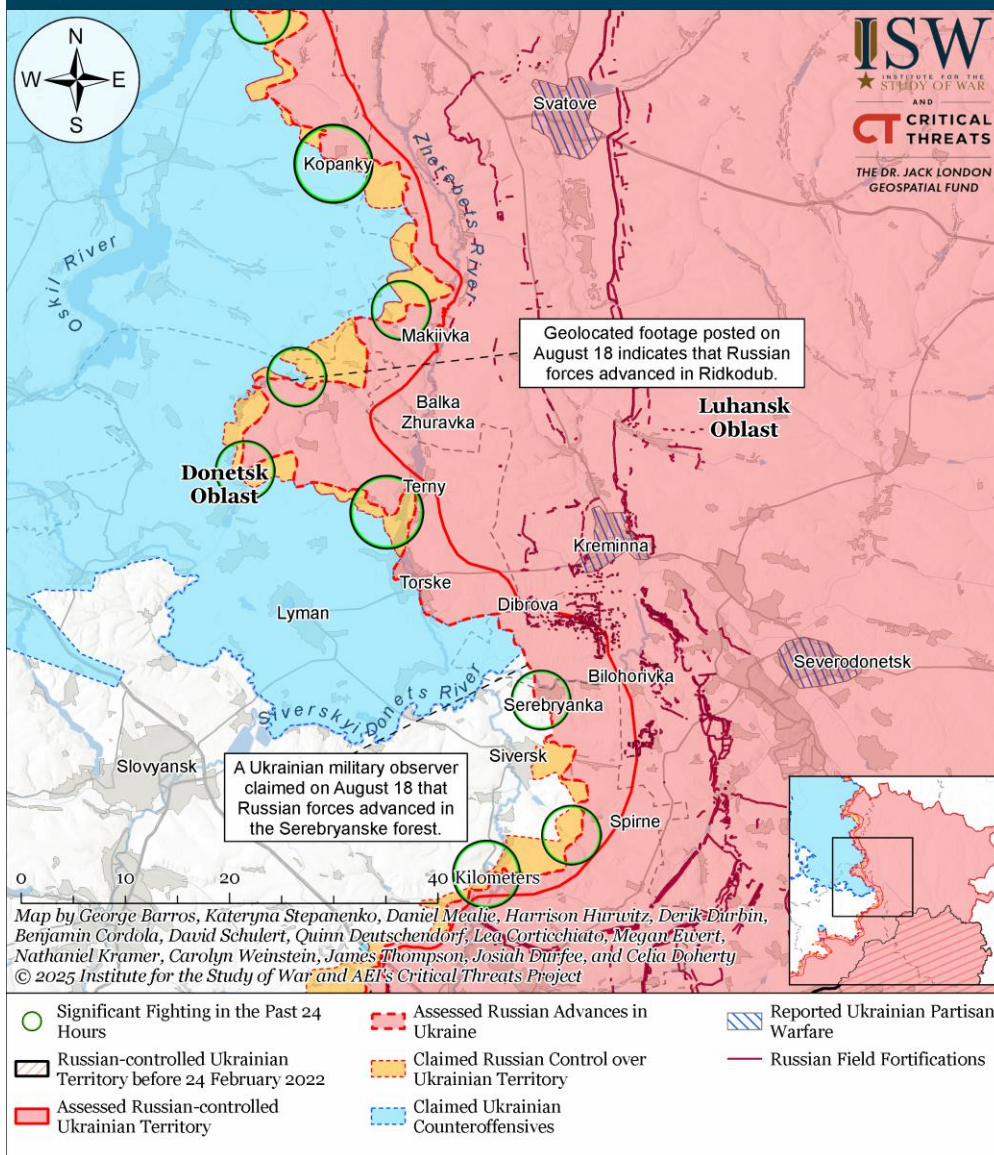 N
W
E
S
ISW
INSTITUTE FOR THE
STUDY OF WAR
AND
CT CRITICAL
THREATS
THE DR. JACK LONDON
GEOSPATIAL FUND
Svatove
Kopanky
Zherebets River
Oskil River
Makiivka
Geolocated footage posted on
August 18 indicates that Russian
forces advanced in Ridkodub.
Balka
Zhuravka
Luhansk
Oblast
Donetsk
Oblast
Terny
Kreminna
Torske
Lyman
Dibrova
Bilohorivka
Severodonetsk
Siverskyi Donets River
Serebryanka
Siversk
Slovyansk
A Ukrainian military observer
claimed on August 18 that
Russian forces advanced in
the Serebryanske forest.
Spirne
0 10 20 40 Kilometers
Map by George Barros, Kateryna Stepanenko, Daniel Mealie, Harrison Hurwitz, Derik Durbin,
Benjamin Cordola, David Schulert, Quinn Deutschendorf, Lea Corticchiato, Megan Ewert,
Nathaniel Kramer, Carolyn Weinstein, James Thompson, Josiah Durfee, and Celia Doherty
© 2025 Institute for the Study of War and AEI's Critical Threats Project
Significant Fighting in the Past 24
Hours
Russian-controlled Ukrainian
Territory before 24 February 2022
Assessed Russian-controlled
Ukrainian Territory
Assessed Russian Advances in
Ukraine
Claimed Russian Control over
Ukrainian Territory
Claimed Ukrainian
Counteroffensives
Reported Ukrainian Partisan
Warfare
Russian Field Fortifications